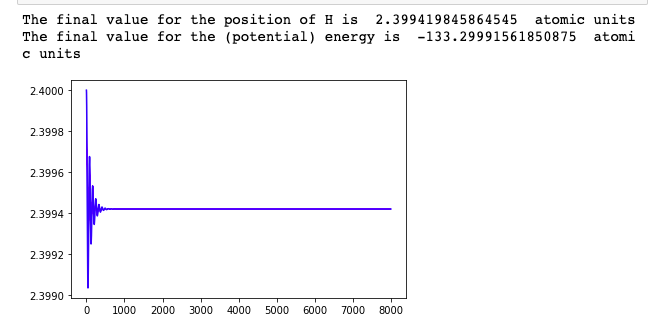 The final value for the position of H is 2.399419845864545 atomic units
The final value for the (potential) energy is -133.29991561850875 atomi
c units
2.4000
2.3998
2.3996
2.3994
2.3992
2.3990
0 1000 2000 3000 4000 5000 6000 7000 8000